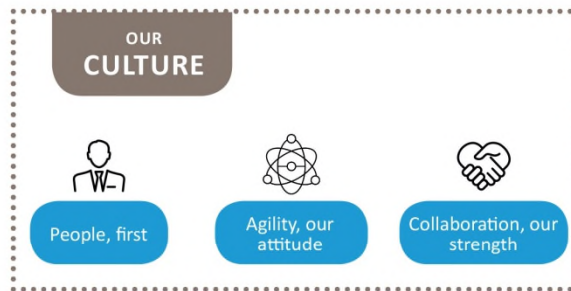 OUR
CULTURE
People, first
Agility, our
attitude
Collaboration, our
strength